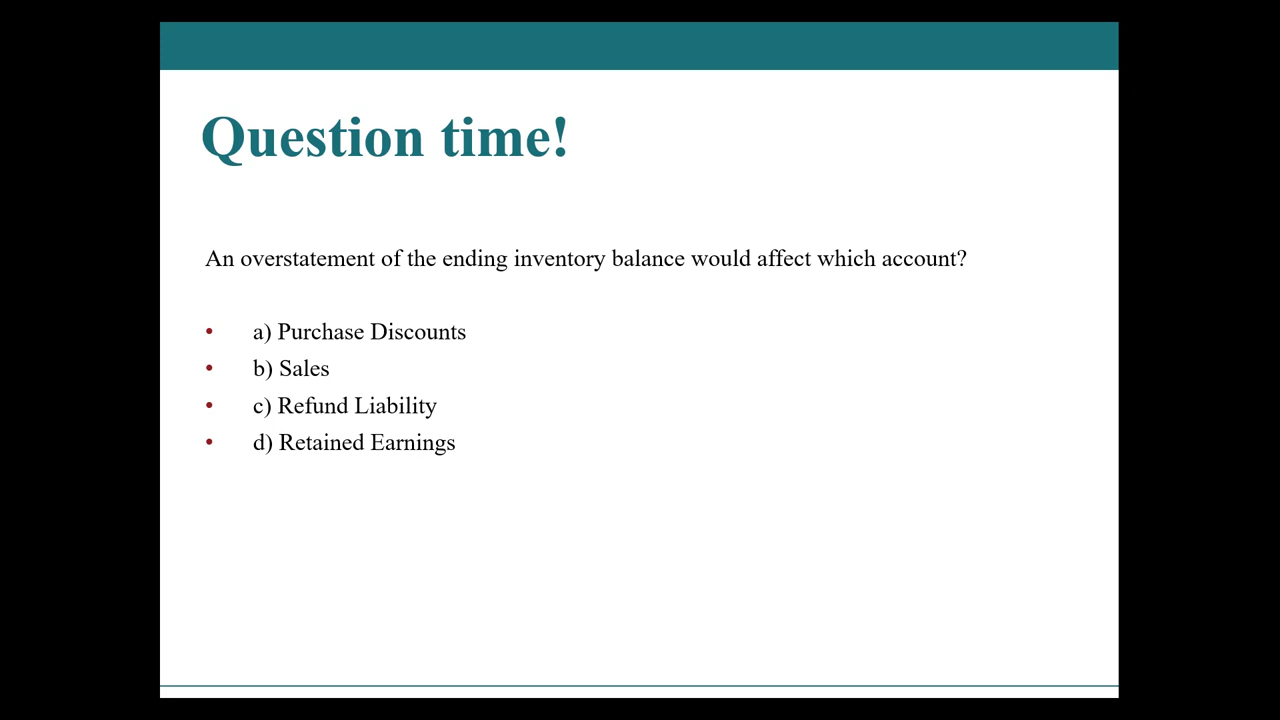 Question time!
An overstatement of the ending inventory balance would affect which account?
• a) Purchase Discounts
• b) Sales
• c) Refund Liability
• d) Retained Earnings